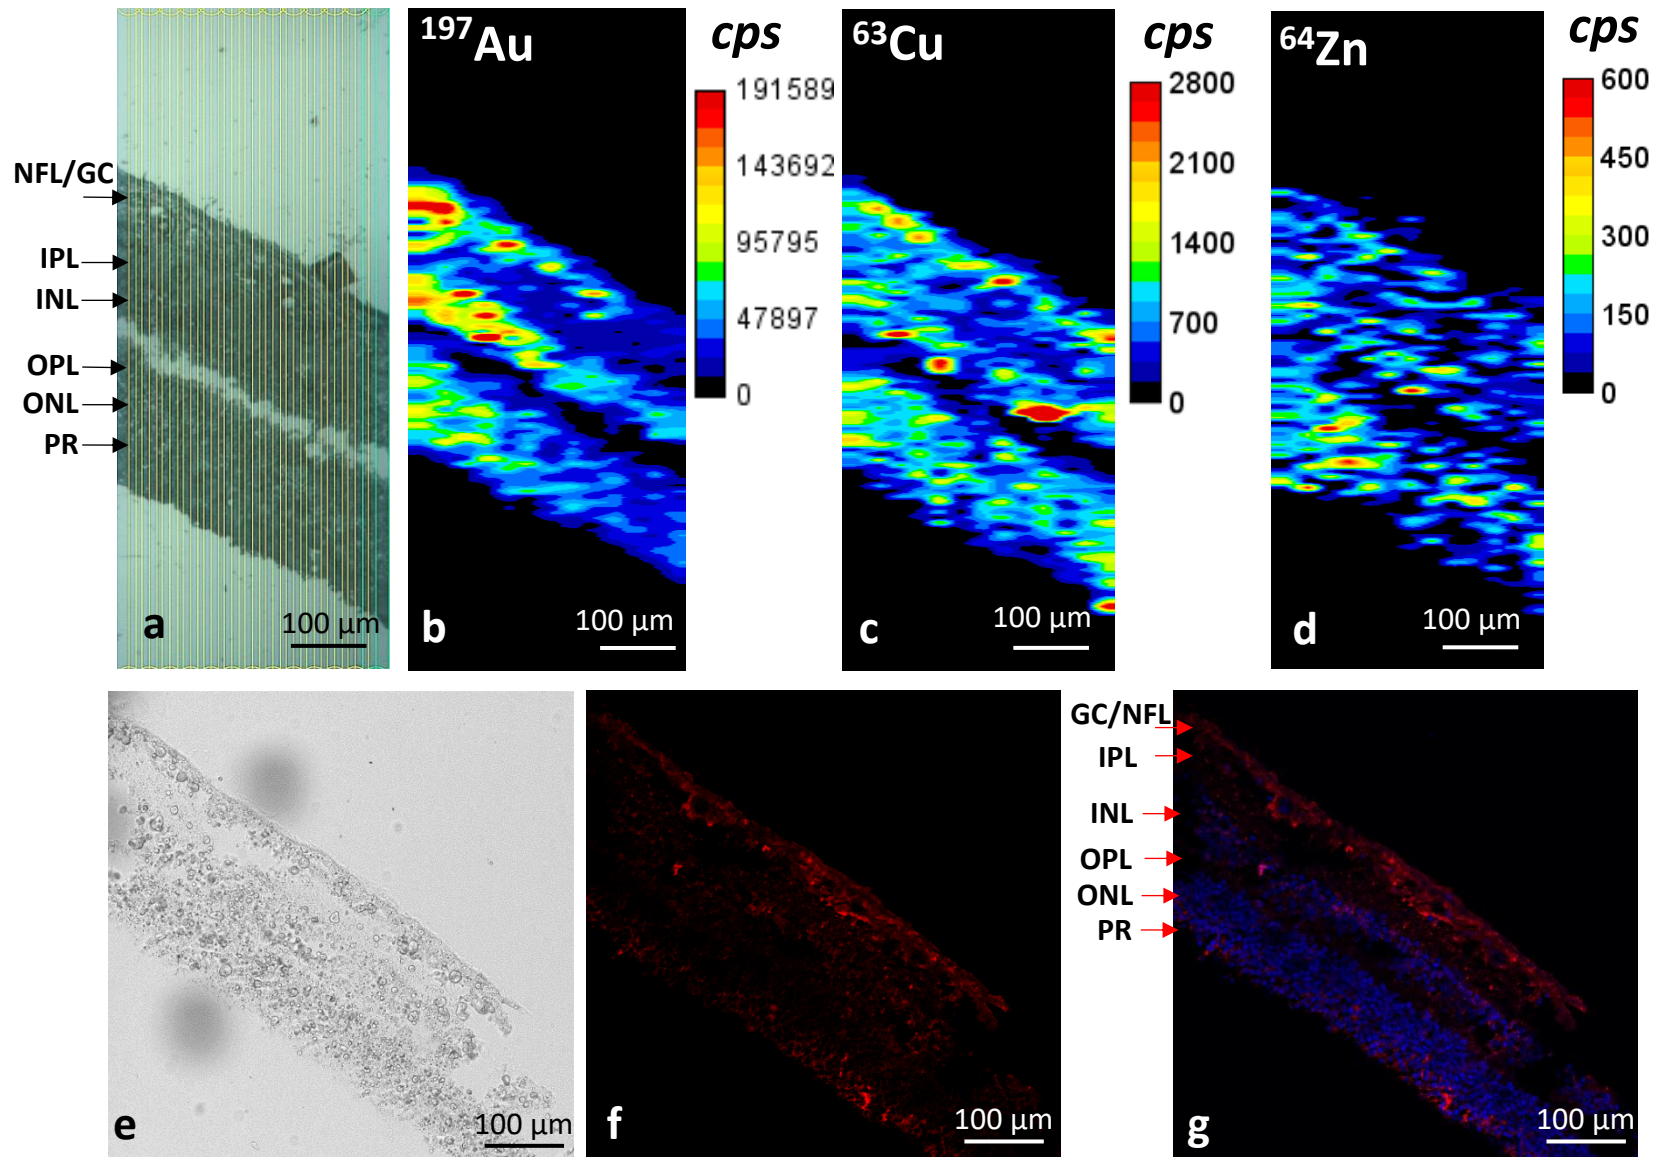 ¹⁹⁷Au
cps
191589
143692
95795
47897
0
⁶³Cu
cps
2800
2100
1400
700
0
⁶⁴Zn
cps
600
450
300
150
0
NFL/GC
IPL
INL
OPL
ONL
PR
a
100 µm
b
100 µm
c
100 µm
d
100 µm
e
100 µm
f
100 µm
GC/NFL
IPL
INL
OPL
ONL
PR
g
100 µm